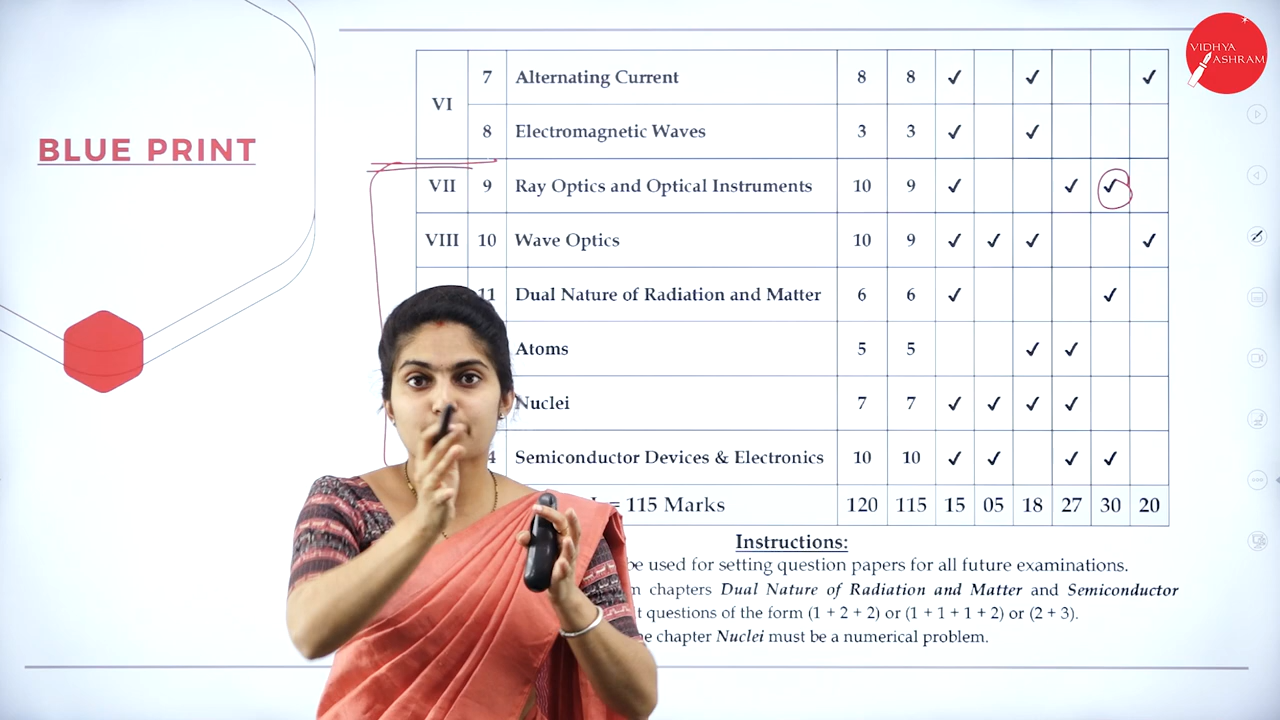 VIDHYA
ASHRAM
BLUE PRINT
VI 7 Alternating Current 8 8 ✓ ✓ ✓
8 Electromagnetic Waves 3 3 ✓ ✓
VII 9 Ray Optics and Optical Instruments 10 9 ✓ ✓ ✓
VIII 10 Wave Optics 10 9 ✓ ✓ ✓ ✓
11 Dual Nature of Radiation and Matter 6 6 ✓ ✓
Atoms 5 5 ✓ ✓
Nuclei 7 7 ✓ ✓ ✓ ✓
4 Semiconductor Devices & Electronics 10 10 ✓ ✓ ✓ ✓
= 115 Marks 120 115 15 05 18 27 30 20
Instructions:
be used for setting question papers for all future examinations.
chapters Dual Nature of Radiation and Matter and Semiconductor
questions of the form (1 + 2 + 2) or (1 + 1 + 1 + 2) or (2 + 3).
chapter Nuclei must be a numerical problem.